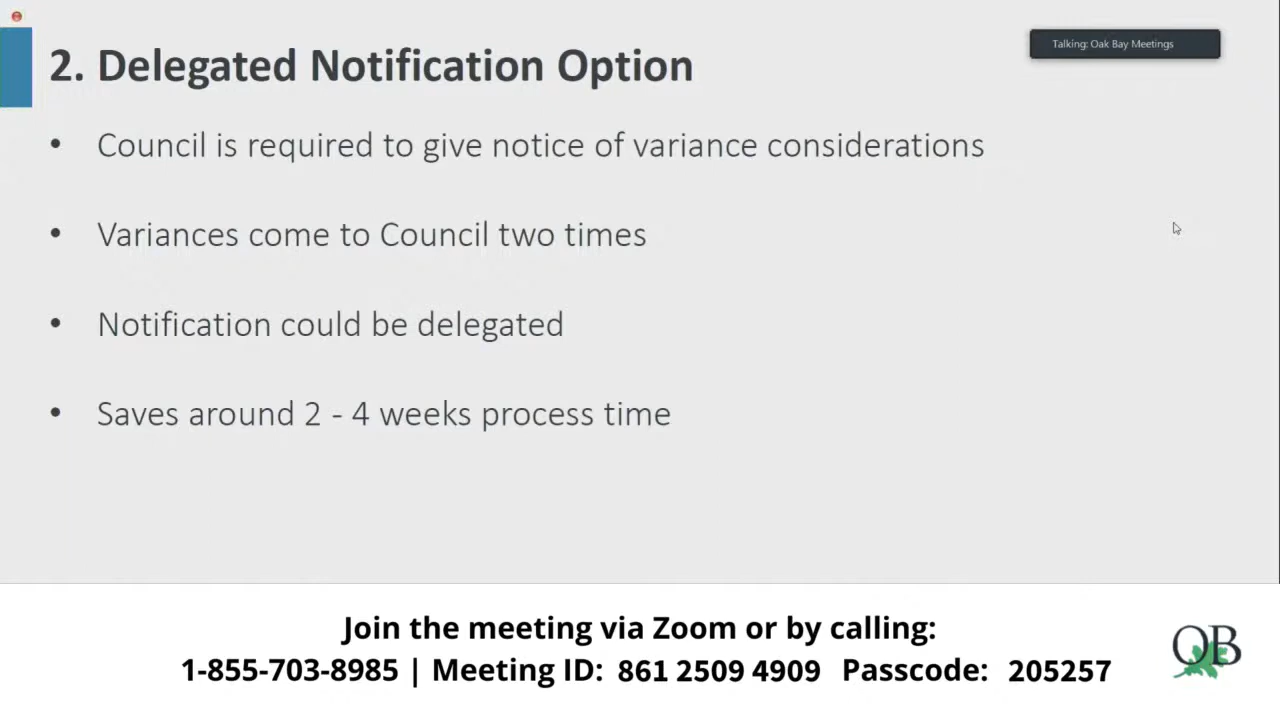 2. Delegated Notification Option
Talking: Oak Bay Meetings
• Council is required to give notice of variance considerations
• Variances come to Council two times
• Notification could be delegated
• Saves around 2 - 4 weeks process time
Join the meeting via Zoom or by calling:
1-855-703-8985 | Meeting ID: 861 2509 4909 Passcode: 205257
OB